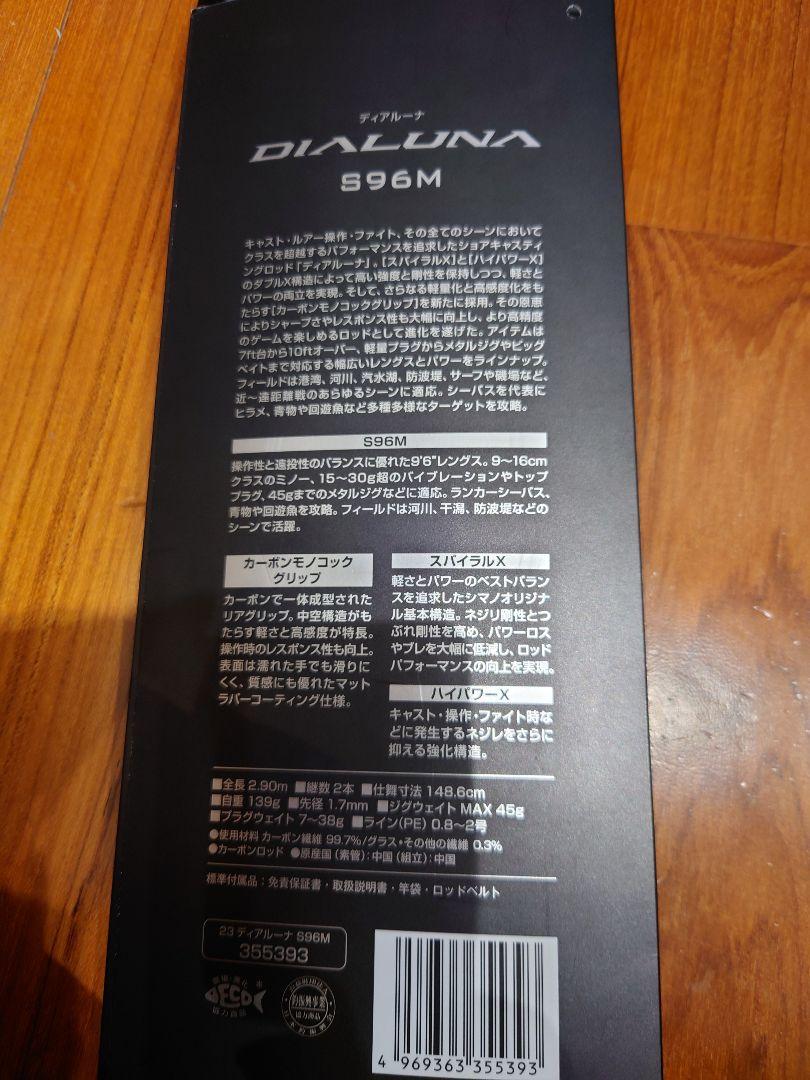 ディアルーナ
DIALUNA
S96M
キャスト・ルアー操作・ファイト、その全てのシーンにおいて
クラスを超越するパフォーマンスを追求したショアキャスティ
ングロッド「ディアルーナ」。[スパイラルX]と[ハイパワーX]
のダブルX構造によって高い強度と剛性を保持しつつ、軽さと
パワーの両立を実現。そして、さらなる軽量化と高感度化をも
たらす[カーボンモノコックグリップ]を新たに採用。その恩恵
によりシャープさやレスポンス性も大幅に向上し、より高精度
のゲームを楽しめるロッドとして進化を遂げた。アイテムは
7ft台から10ftオーバー、軽量プラグからメタルジグやビッグ
ベイトまで対応する幅広いレングスとパワーをラインナップ。
フィールドは港湾、河川、汽水湖、防波堤、サーフや磯場など、
近〜遠距離戦のあらゆるシーンに適応。シーバスを代表に
ヒラメ、青物や回遊魚など多種多様なターゲットを攻略。
S96M
操作性と遠投性のバランスに優れた9'6"レングス。9〜16cm
クラスのミノー、15〜30g超のバイブレーションやトップ
プラグ、45gまでのメタルジグなどに適応。ランカーシーバス、
青物や回遊魚を攻略。フィールドは河川、干潟、防波堤などの
シーンで活躍。
カーボンモノコック
グリップ
カーボンで一体成型された
リアグリップ。中空構造がも
たらす軽さと高感度が特長。
操作時のレスポンス性も向上。
表面は濡れた手でも滑りに
くく、質感にも優れたマット
ラバーコーティング仕様。
スパイラルX
軽さとパワーのベストバラン
スを追求したシマノオリジナ
ル基本構造。ネジリ剛性とつ
ぶれ剛性を高め、パワーロス
やブレを大幅に低減し、ロッド
パフォーマンスの向上を実現。
ハイパワーX
キャスト・操作・ファイト時な
どに発生するネジレをさらに
抑える強化構造。
■全長 2.90m ■継数 2本 ■仕舞寸法 148.6cm
■自重 139g ■先径 1.7mm ■ジグウェイト MAX 45g
■プラグウェイト 7〜38g ■ライン(PE) 0.8〜2号
●使用材料 カーボン繊維 99.7%/グラス・その他の繊維 0.3%
●カーボンロッド ●原産国(素管):中国(組立):中国
標準付属品:免責保証書・取扱説明書・竿袋・ロッドベルト
23 ディアルーナ S96M
355393
環境・美化
FECO
協力商品
釣振興事業
協力商品
4 969363 355393